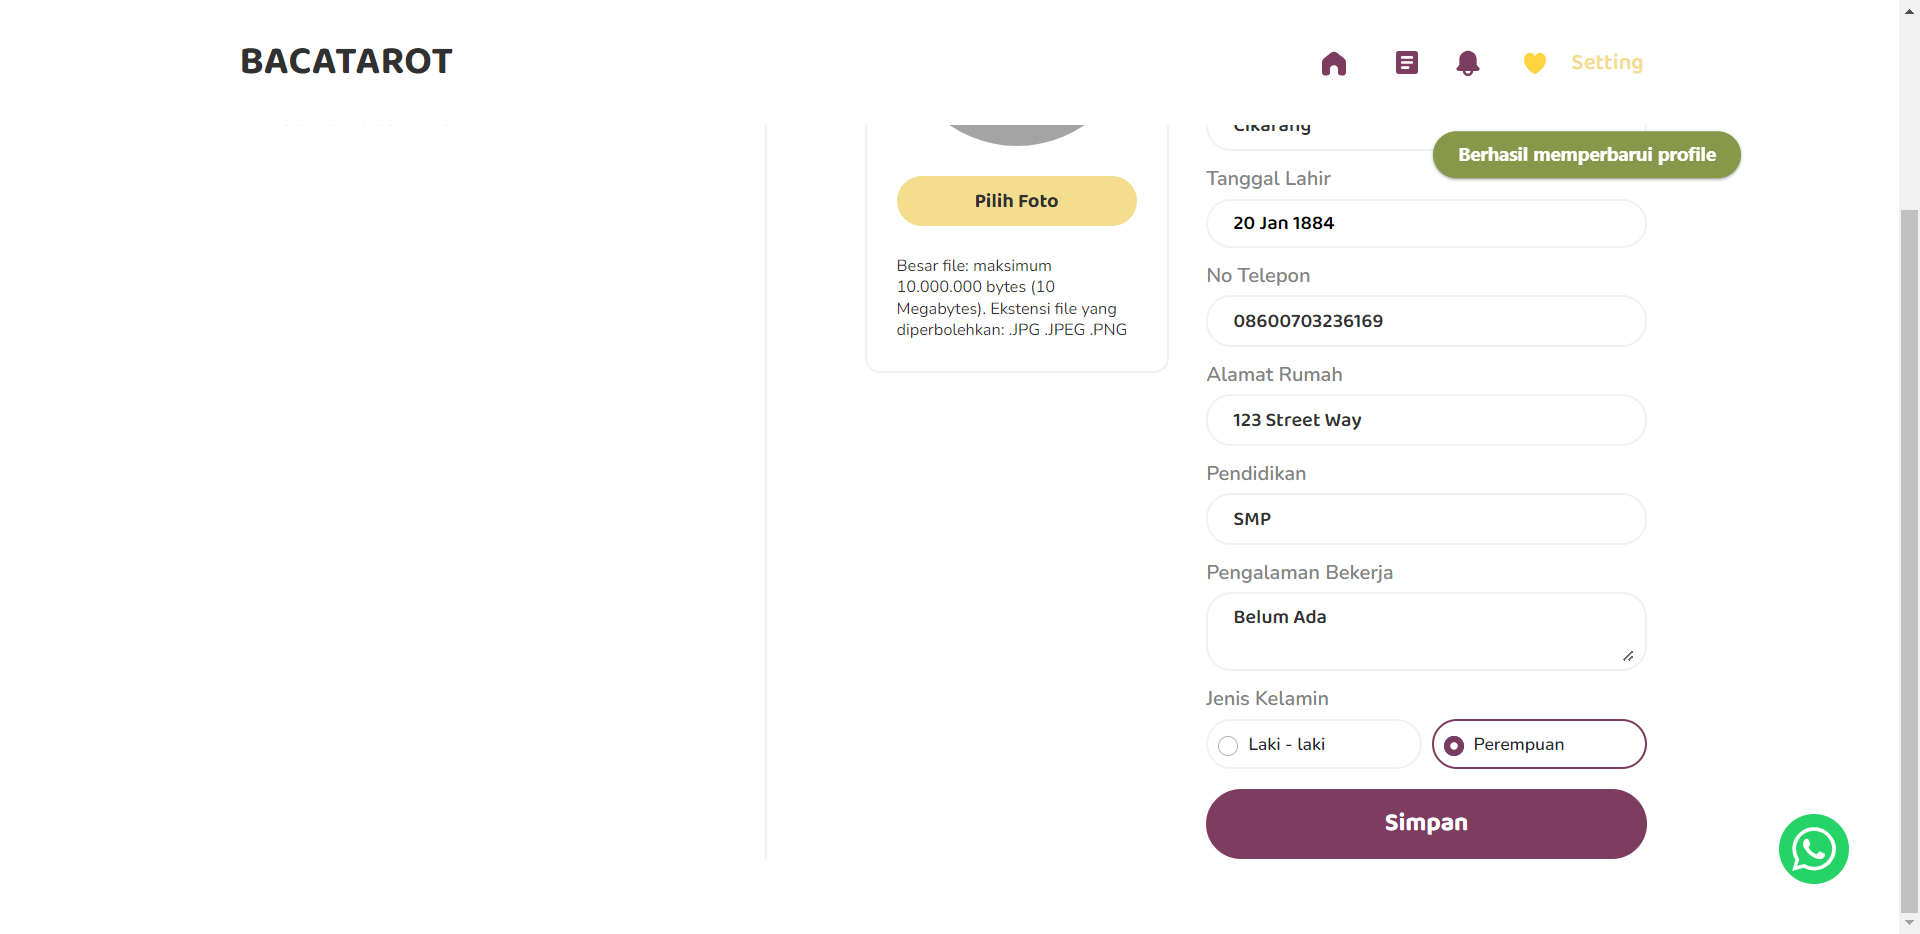 BACATAROT
Setting
Cikarang
Berhasil memperbarui profile
Pilih Foto
Besar file: maksimum
10.000.000 bytes (10
Megabytes). Ekstensi file yang
diperbolehkan: .JPG .JPEG .PNG
Tanggal Lahir
20 Jan 1884
No Telepon
08600703236169
Alamat Rumah
123 Street Way
Pendidikan
SMP
Pengalaman Bekerja
Belum Ada
Jenis Kelamin
Laki - laki
Perempuan
Simpan